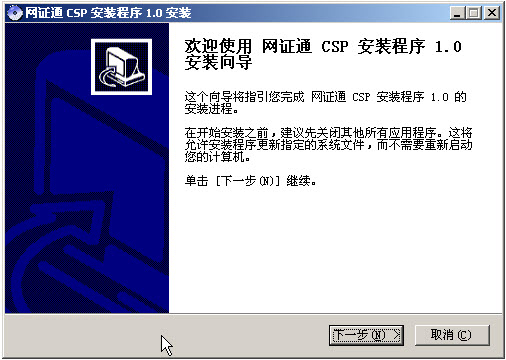 网证通 CSP 安装程序 1.0 安装
欢迎使用 网证通 CSP 安装程序 1.0
安装向导
这个向导将指引您完成 网证通 CSP 安装程序 1.0 的
安装进程。
在开始安装之前，建议先关闭其他所有应用程序。这将
允许安装程序更新指定的系统文件，而不需要重新启动
您的计算机。
单击 [下一步(N)] 继续。
下一步(N) >
取消(C)